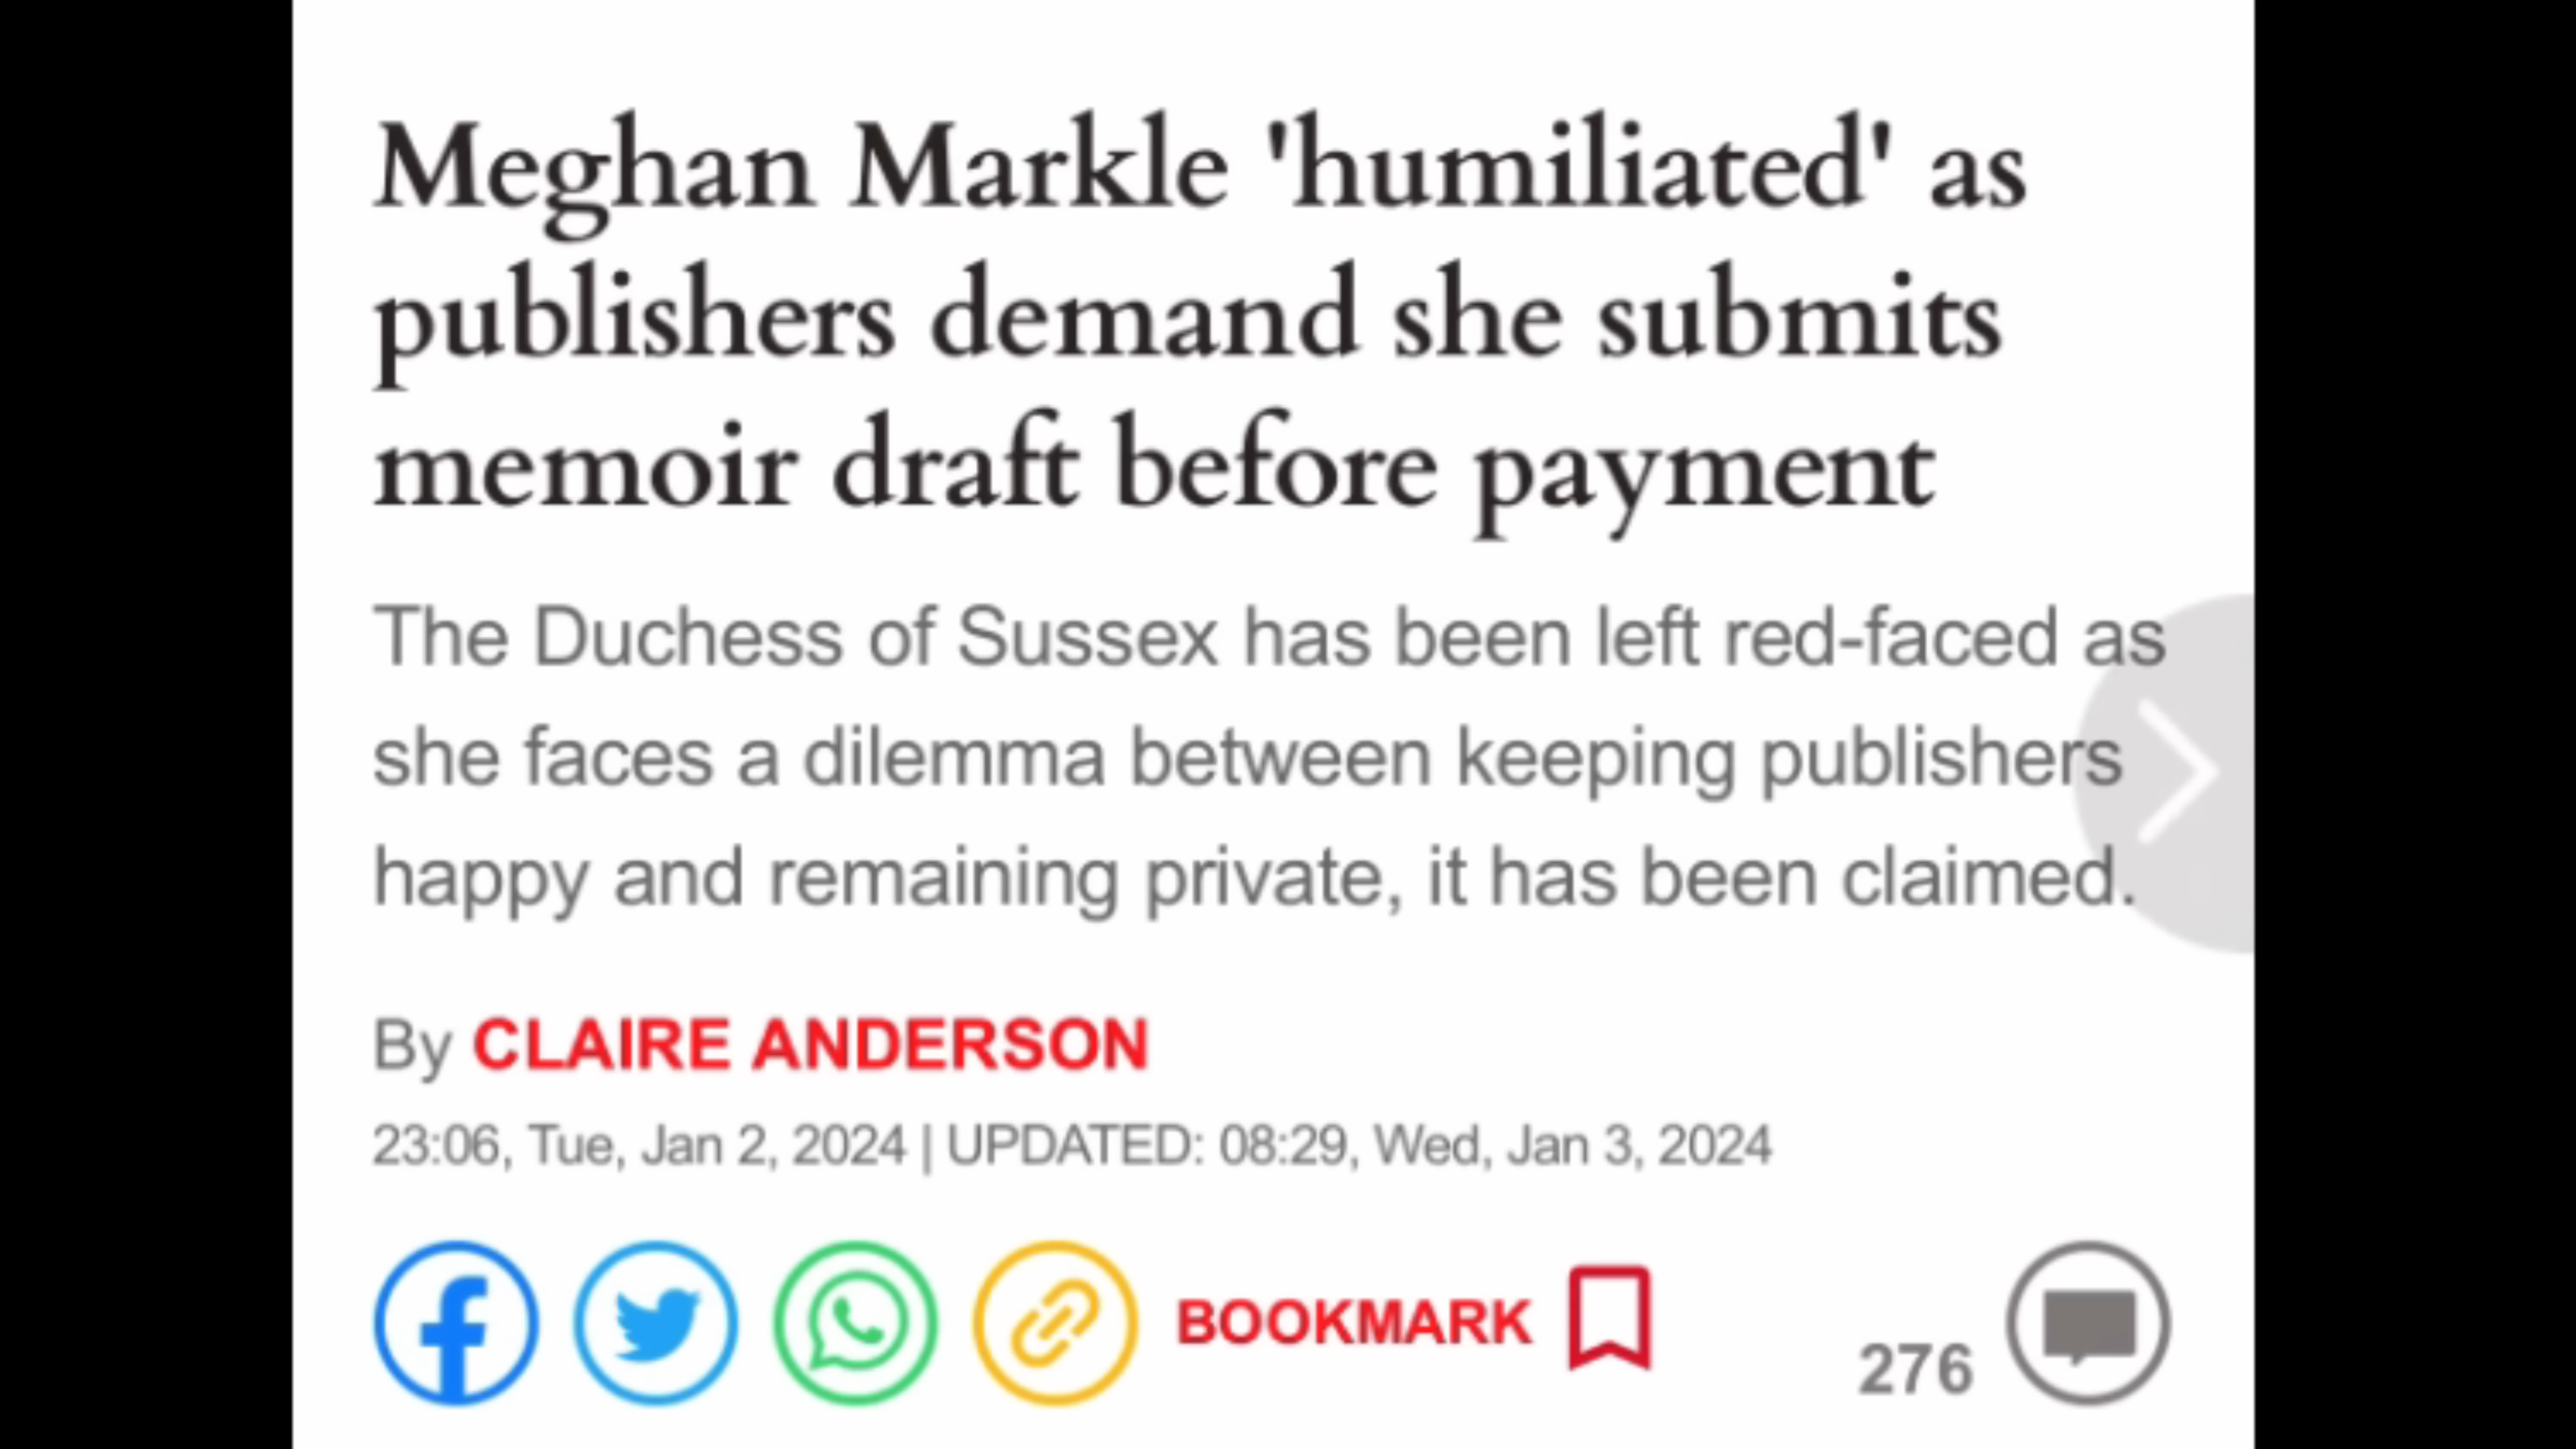 Meghan Markle 'humiliated' as
publishers demand she submits
memoir draft before payment
The Duchess of Sussex has been left red-faced as
she faces a dilemma between keeping publishers
happy and remaining private, it has been claimed.
By CLAIRE ANDERSON
23:06, Tue, Jan 2, 2024 | UPDATED: 08:29, Wed, Jan 3, 2024
BOOKMARK
276